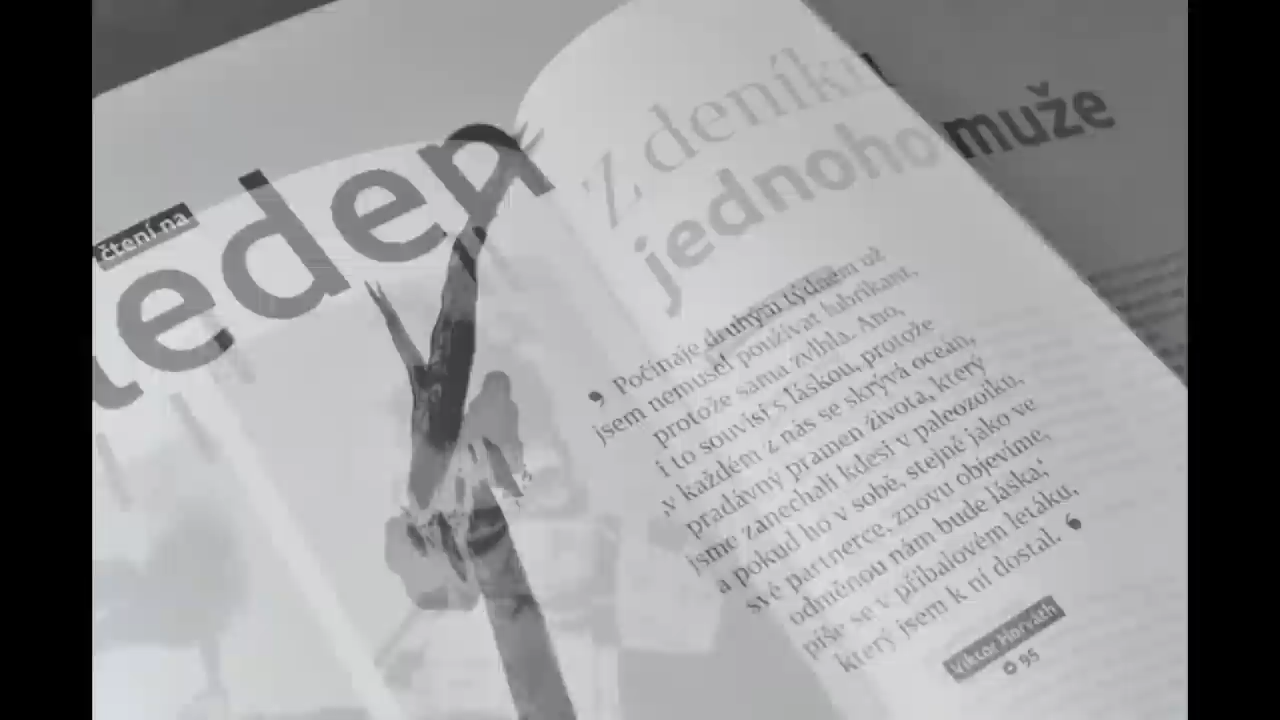 čtení na
leden
Z deníku
jednoho muže
❜ Počínaje druhým týdnem už
jsem nemusel používat lubrikant,
protože sama zvlhla. Ano,
i to souvisí s láskou, protože
v každém z nás se skrývá oceán,
pradávný pramen života, který
jsme zanechali kdesi v paleozoiku,
a pokud ho v sobě, stejně jako ve
své partnerce, znovu objevíme,
odměnou nám bude láska,‘
píše se v příbalovém letáku,
který jsem k ní dostal. ❛
Viktor Horváth
95